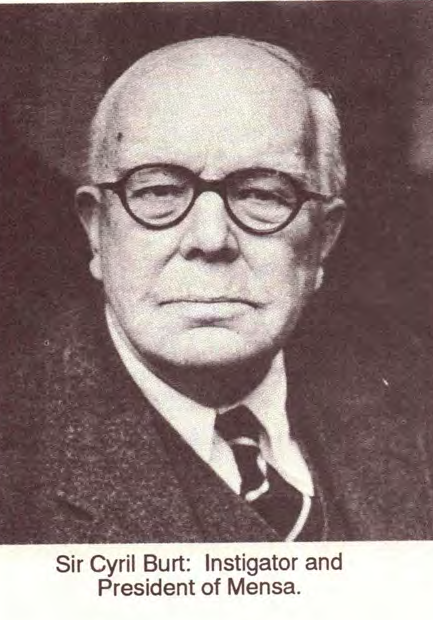 Sir Cyril Burt: Instigator and
President of Mensa.